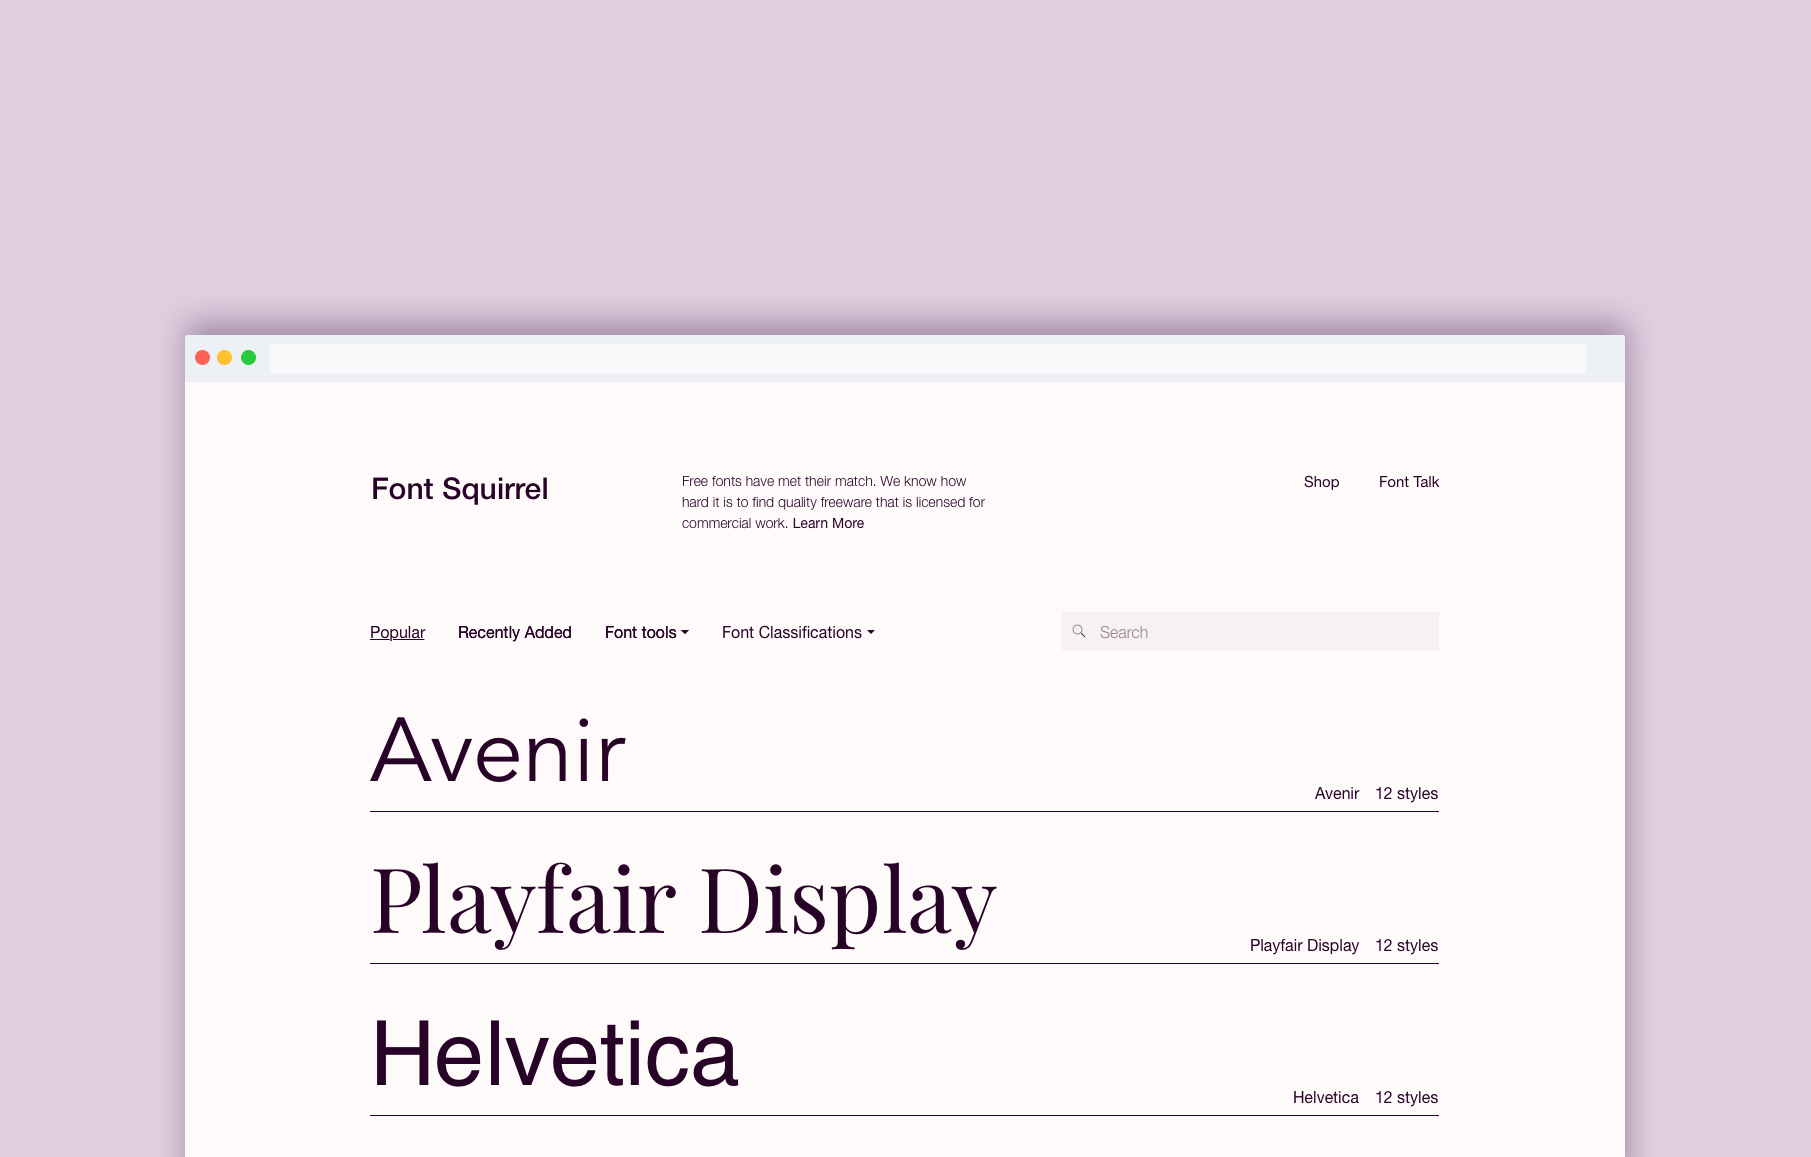 Font Squirrel
Free fonts have met their match. We know how
hard it is to find quality freeware that is licensed for
commercial work. Learn More
Shop
Font Talk
Popular
Recently Added
Font tools
Font Classifications
Search
Avenir
Avenir 12 styles
Playfair Display
Playfair Display 12 styles
Helvetica
Helvetica 12 styles